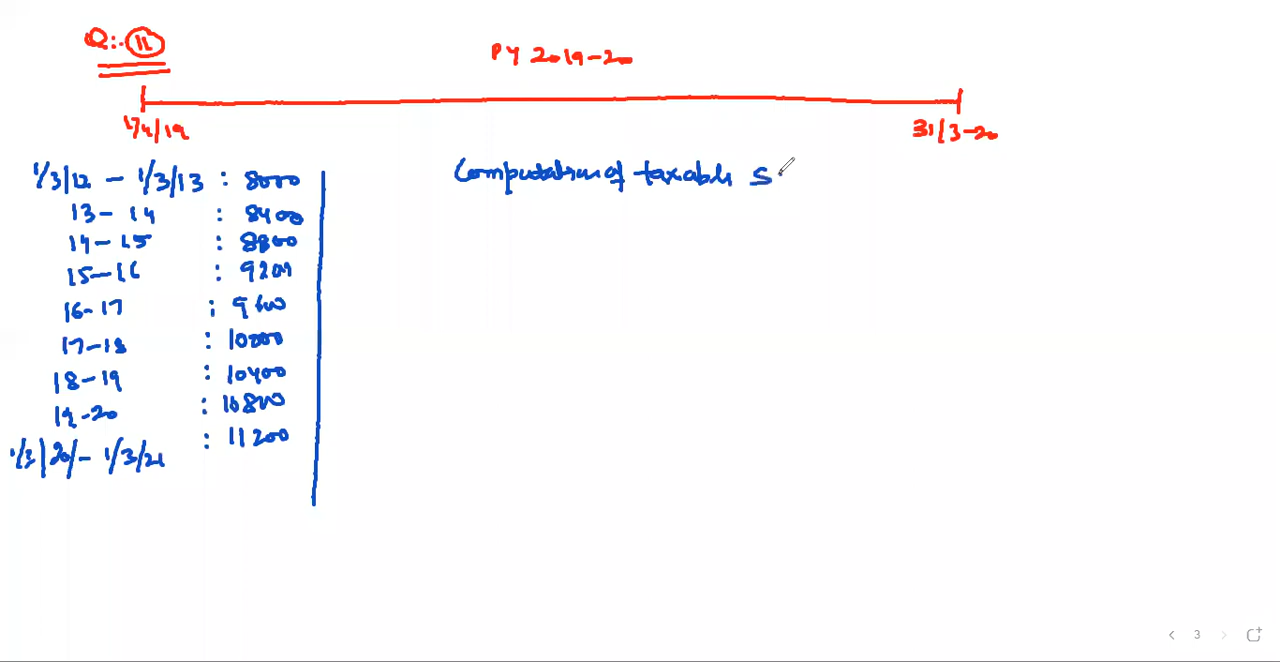 Q:- 11
PY 2019-20
1/4/19
31/3-20
1/3/12 - 1/3/13 : 8000
13 - 14 : 8400
14 - 15 : 8800
15 - 16 : 9200
16 - 17 : 9600
17 - 18 : 10000
18 - 19 : 10400
19 - 20 : 10800
1/3/20/- 1/3/21 : 11200
Computation of taxable S
3